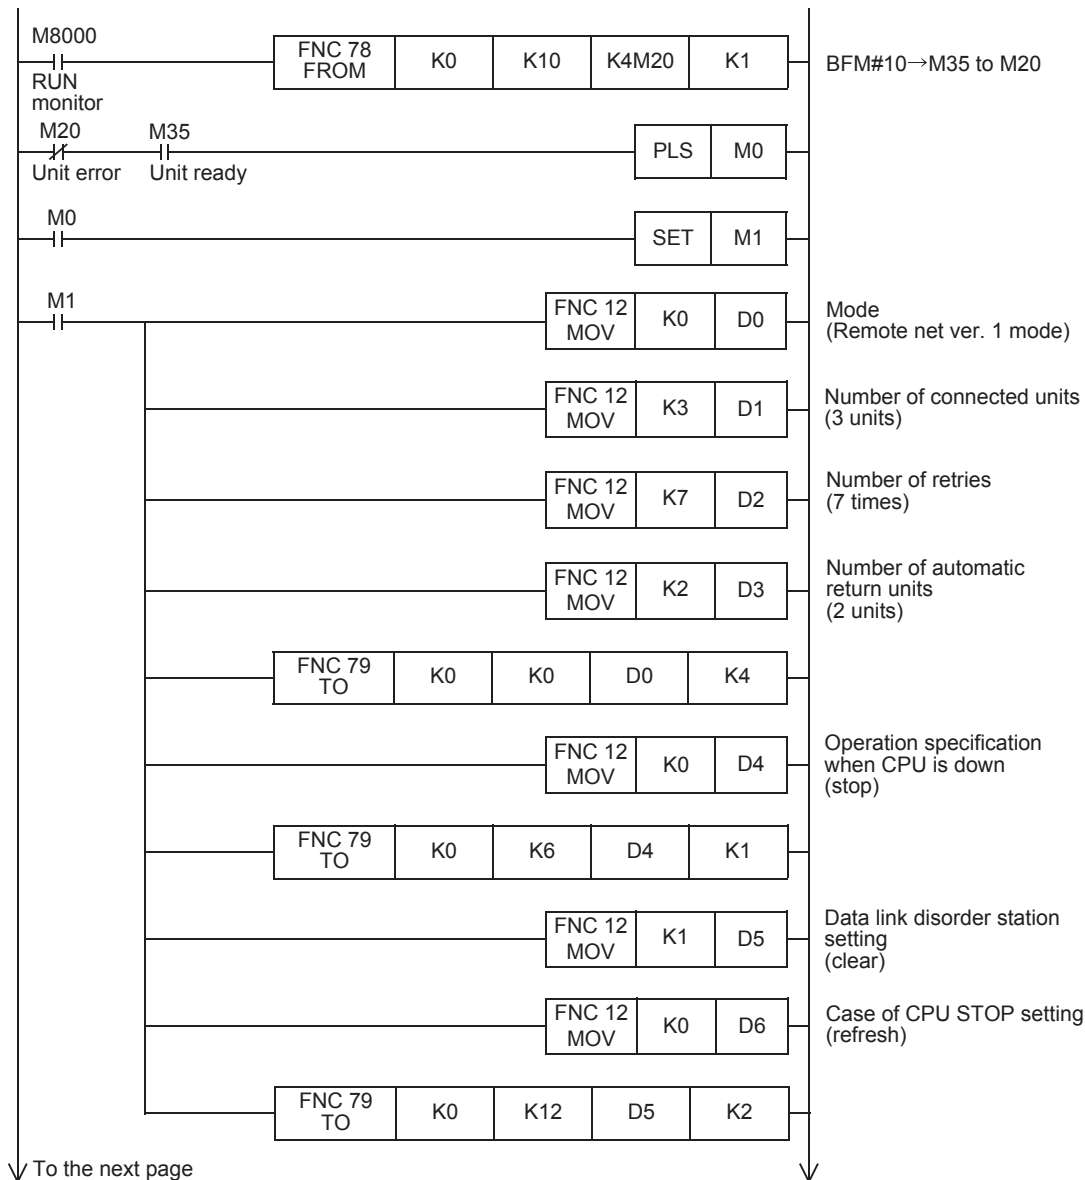 M8000
RUN
monitor
FNC 78
FROM
K0
K10
K4M20
K1
BFM#10→M35 to M20
M20
Unit error
M35
Unit ready
PLS
M0
M0
SET
M1
M1
FNC 12
MOV
K0
D0
Mode
(Remote net ver. 1 mode)
FNC 12
MOV
K3
D1
Number of connected units
(3 units)
FNC 12
MOV
K7
D2
Number of retries
(7 times)
FNC 12
MOV
K2
D3
Number of automatic
return units
(2 units)
FNC 79
TO
K0
K0
D0
K4
FNC 12
MOV
K0
D4
Operation specification
when CPU is down
(stop)
FNC 79
TO
K0
K6
D4
K1
FNC 12
MOV
K1
D5
Data link disorder station
setting
(clear)
FNC 12
MOV
K0
D6
Case of CPU STOP setting
(refresh)
FNC 79
TO
K0
K12
D5
K2
To the next page